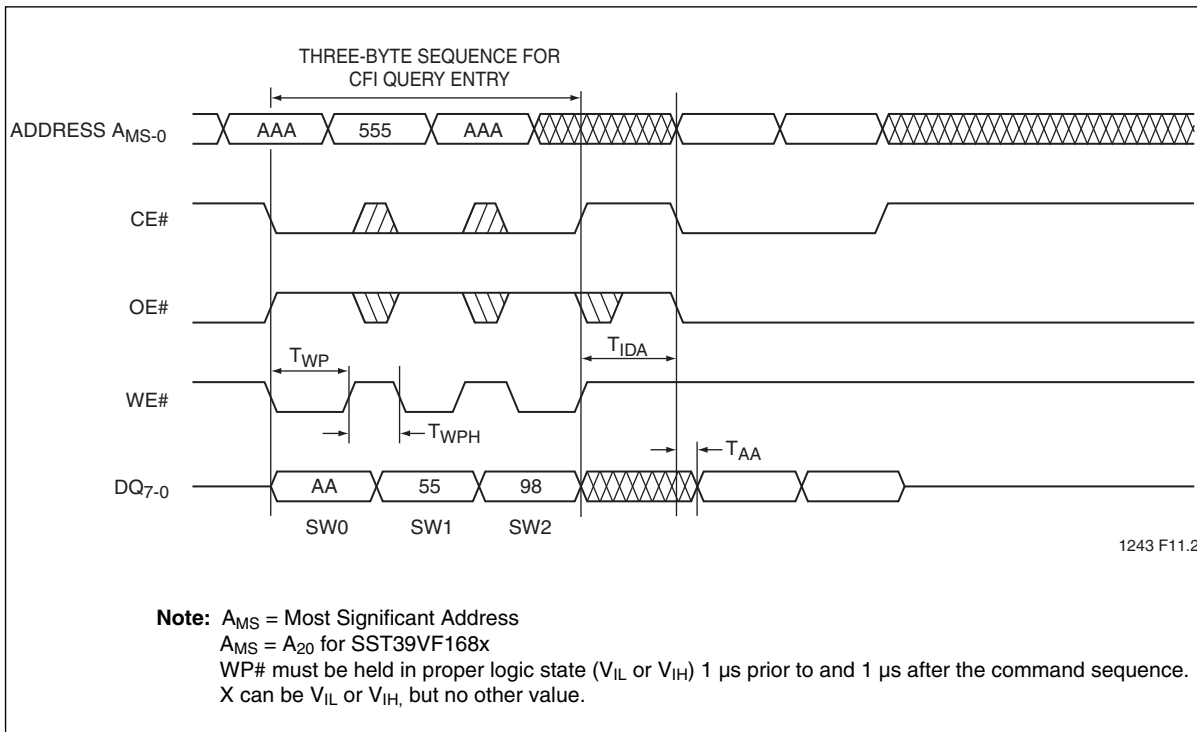 THREE-BYTE SEQUENCE FOR
CFI QUERY ENTRY
ADDRESS AMS-0
AAA 555 AAA
CE#
OE#
TIDA
TWP
WE#
TWPH
TAA
DQ7-0
AA 55 98
SW0 SW1 SW2
1243 F11.2
Note: AMS = Most Significant Address
AMS = A20 for SST39VF168x
WP# must be held in proper logic state (VIL or VIH) 1 µs prior to and 1 µs after the command sequence.
X can be VIL or VIH, but no other value.